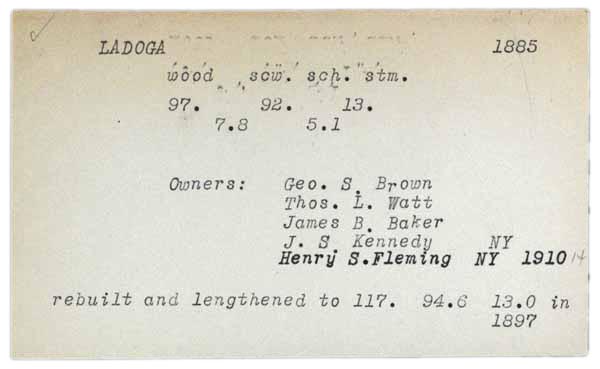 LADOGA 1885
wood scw. sch. stm.
97. 92. 13.
7.8 5.1
Owners: Geo. S. Brown
Thos. L. Watt
James B. Baker
J. S. Kennedy NY
Henry S.Fleming NY 1910 14
rebuilt and lengthened to 117. 94.6 13.0 in
1897